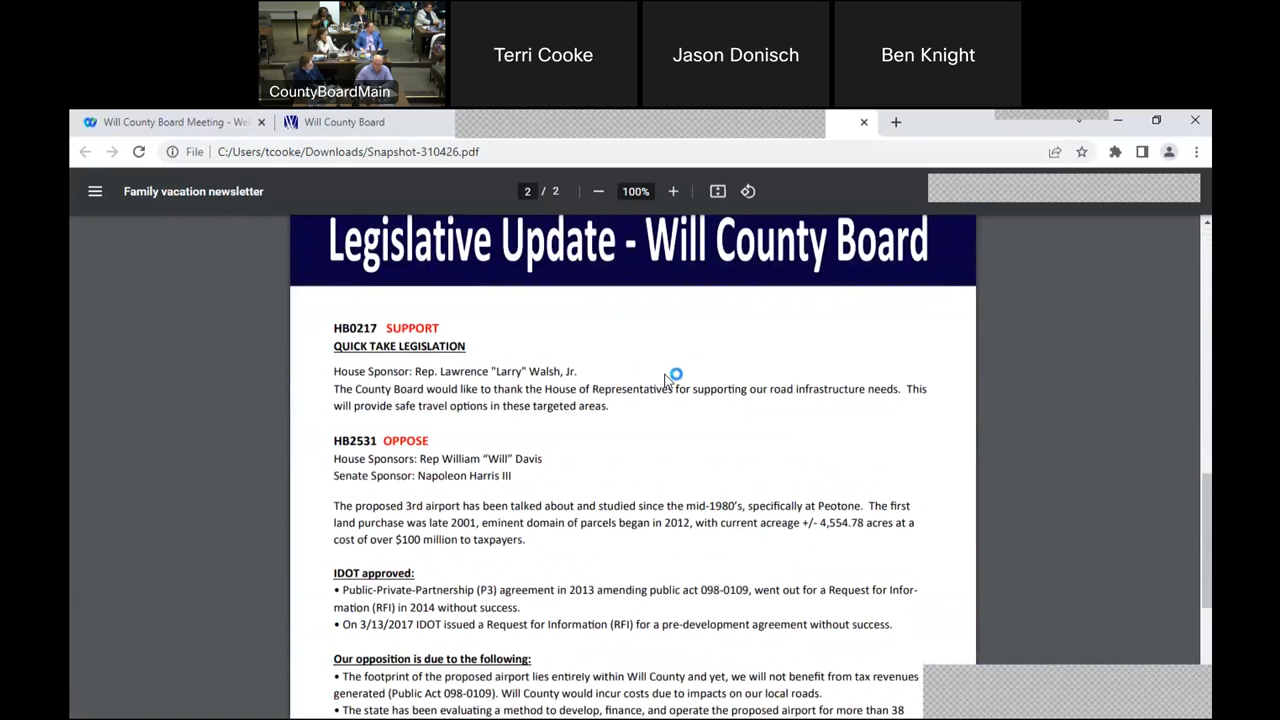 CountyBoardMain
Terri Cooke
Jason Donisch
Ben Knight
Will County Board Meeting - We
Will County Board
File C:/Users/tcooke/Downloads/Snapshot-310426.pdf
Family vacation newsletter
2 / 2
100%
Legislative Update - Will County Board
HB0217 SUPPORT
QUICK TAKE LEGISLATION
House Sponsor: Rep. Lawrence "Larry" Walsh, Jr.
The County Board would like to thank the House of Representatives for supporting our road infrastructure needs. This
will provide safe travel options in these targeted areas.
HB2531 OPPOSE
House Sponsors: Rep William “Will” Davis
Senate Sponsor: Napoleon Harris III
The proposed 3rd airport has been talked about and studied since the mid-1980’s, specifically at Peotone. The first
land purchase was late 2001, eminent domain of parcels began in 2012, with current acreage +/- 4,554.78 acres at a
cost of over $100 million to taxpayers.
IDOT approved:
• Public-Private-Partnership (P3) agreement in 2013 amending public act 098-0109, went out for a Request for Infor-
mation (RFI) in 2014 without success.
• On 3/13/2017 IDOT issued a Request for Information (RFI) for a pre-development agreement without success.
Our opposition is due to the following:
• The footprint of the proposed airport lies entirely within Will County and yet, we will not benefit from tax revenues
generated (Public Act 098-0109). Will County would incur costs due to impacts on our local roads.
• The state has been evaluating a method to develop, finance, and operate the proposed airport for more than 38